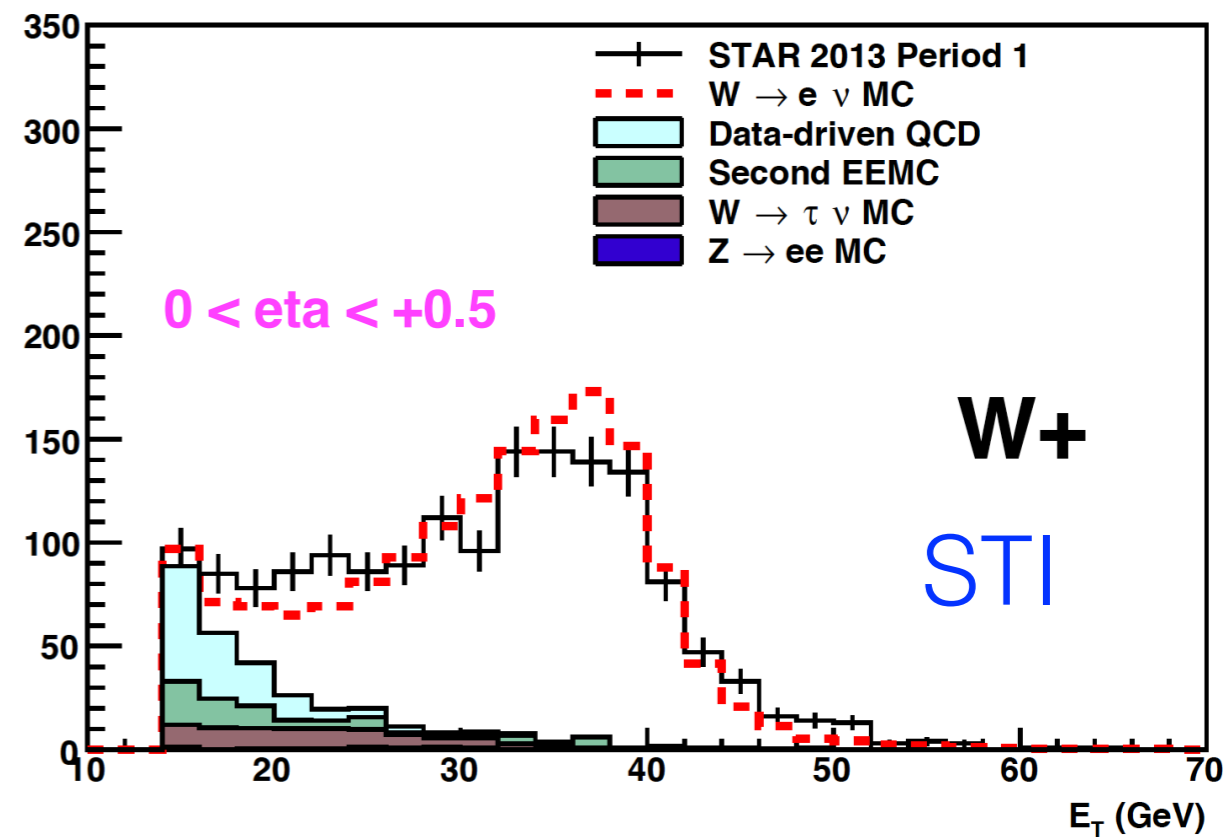 350
300
250
200
150
100
50
0
STAR 2013 Period 1
W → e ν MC
Data-driven QCD
Second EEMC
W → τ ν MC
Z → ee MC
0 < eta < +0.5
W+
STI
10 20 30 40 50 60 70
E_T (GeV)